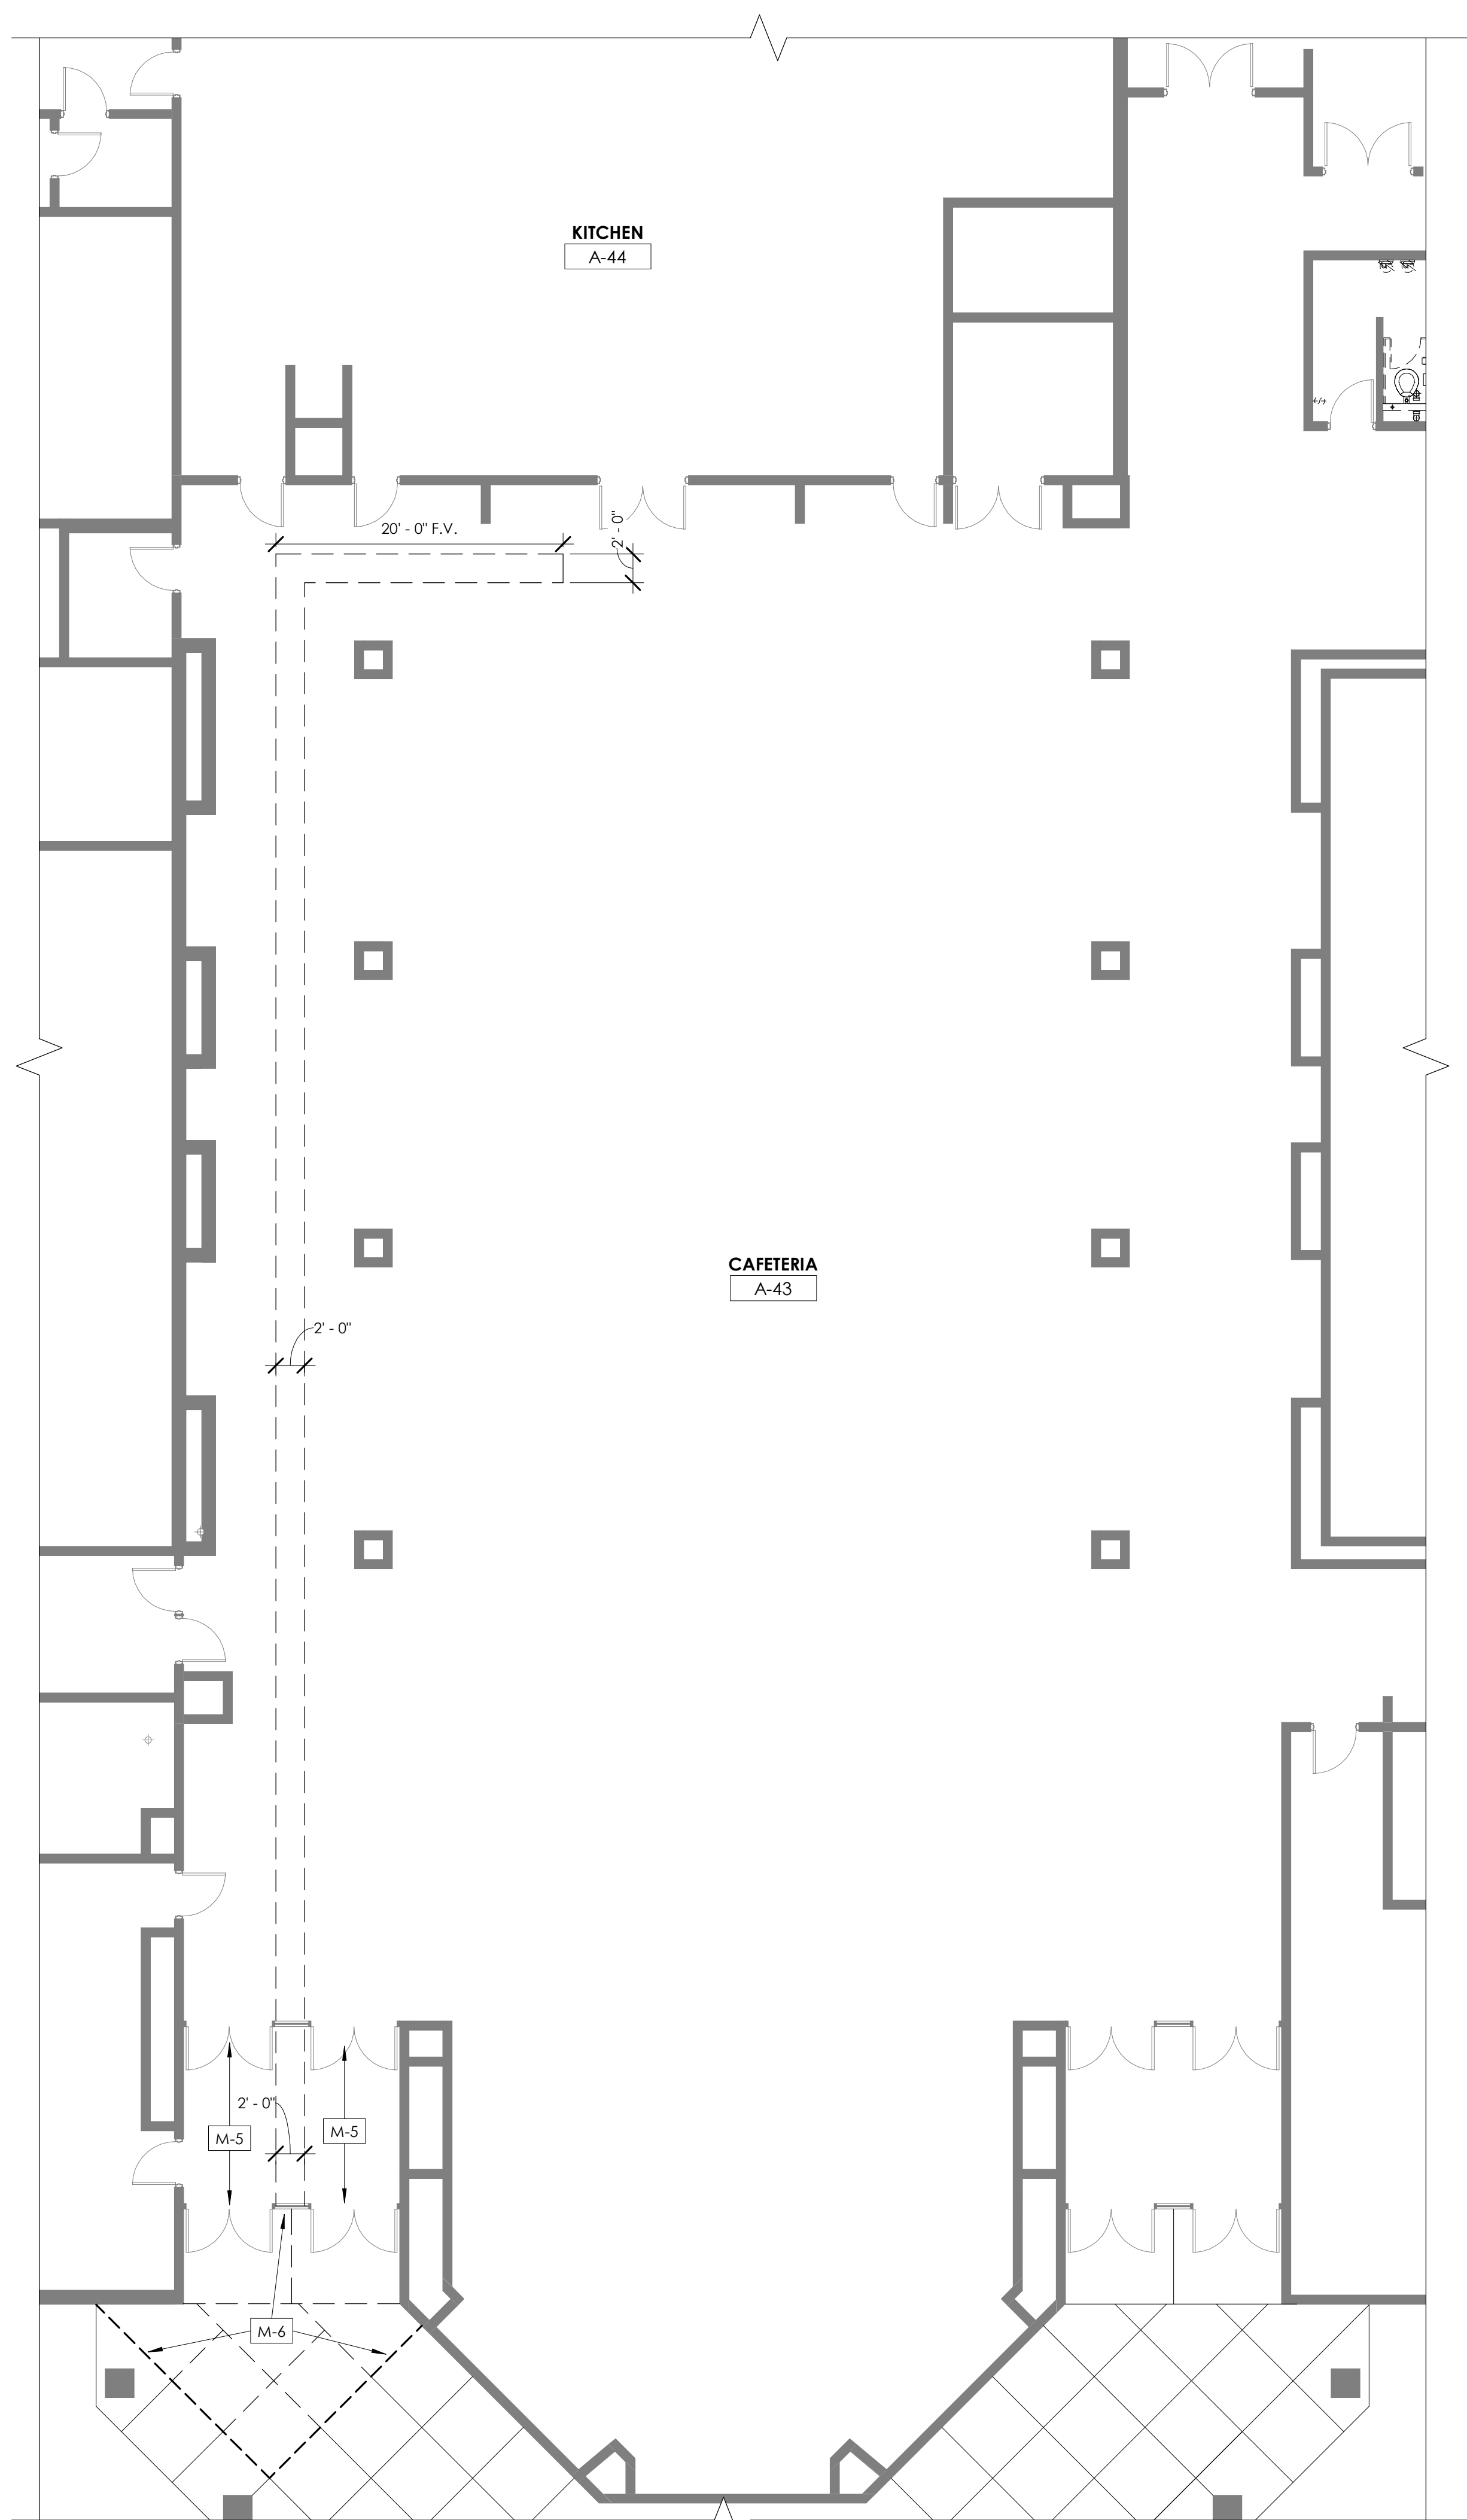 KITCHEN
A-44
20' - 0" F.V.
2' - 0"
CAFETERIA
A-43
2' - 0"
2' - 0"
M-5
M-5
M-6